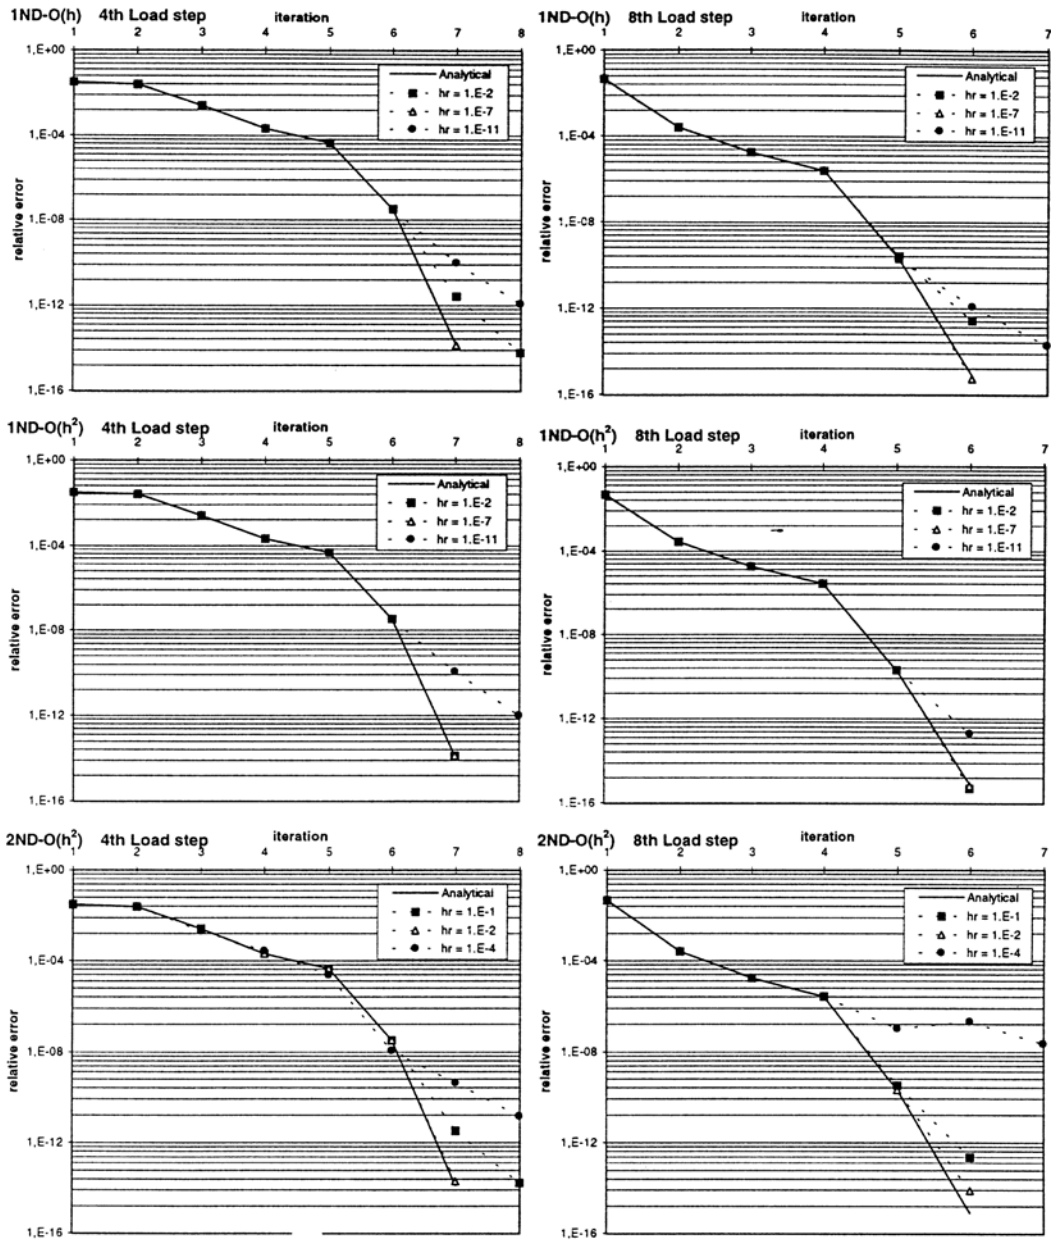 1ND-O(h) 4th Load step iteration
1 2 3 4 5 6 7 8
1,E+00
1,E-04
1,E-08
1,E-12
1,E-16
relative error
Analytical
hr = 1.E-2
hr = 1.E-7
hr = 1.E-11
1ND-O(h) 8th Load step iteration
1 2 3 4 5 6 7
1,E+00
1,E-04
1,E-08
1,E-12
1,E-16
relative error
Analytical
hr = 1.E-2
hr = 1.E-7
hr = 1.E-11
1ND-O(h²) 4th Load step iteration
1 2 3 4 5 6 7 8
1,E+00
1,E-04
1,E-08
1,E-12
1,E-16
relative error
Analytical
hr = 1.E-2
hr = 1.E-7
hr = 1.E-11
1ND-O(h²) 8th Load step iteration
1 2 3 4 5 6 7
1,E+00
1,E-04
1,E-08
1,E-12
1,E-16
relative error
Analytical
hr = 1.E-2
hr = 1.E-7
hr = 1.E-11
2ND-O(h²) 4th Load step iteration
1 2 3 4 5 6 7 8
1,E+00
1,E-04
1,E-08
1,E-12
1,E-16
relative error
Analytical
hr = 1.E-1
hr = 1.E-2
hr = 1.E-4
2ND-O(h²) 8th Load step iteration
1 2 3 4 5 6 7
1,E+00
1,E-04
1,E-08
1,E-12
1,E-16
relative error
Analytical
hr = 1.E-1
hr = 1.E-2
hr = 1.E-4